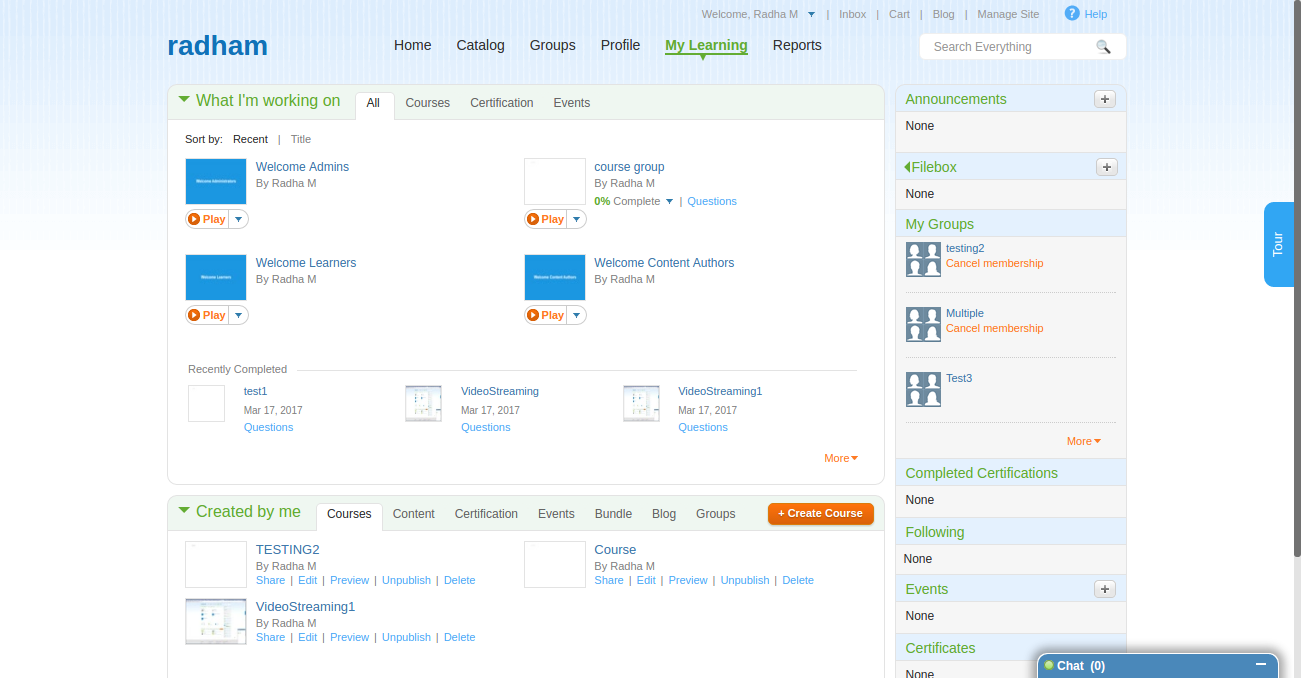 Welcome, Radha M | Inbox | Cart | Blog | Manage Site ? Help
radham
Home Catalog Groups Profile My Learning Reports
Search Everything
What I'm working on All Courses Certification Events
Sort by: Recent | Title
Welcome Administrators
Welcome Admins
By Radha M
Play
course group
By Radha M
0% Complete | Questions
Play
Welcome Learners
Welcome Learners
By Radha M
Play
Welcome Content Authors
Welcome Content Authors
By Radha M
Play
Recently Completed
test1
Mar 17, 2017
Questions
VideoStreaming
Mar 17, 2017
Questions
VideoStreaming1
Mar 17, 2017
Questions
More
Created by me Courses Content Certification Events Bundle Blog Groups + Create Course
TESTING2
By Radha M
Share | Edit | Preview | Unpublish | Delete
Course
By Radha M
Share | Edit | Preview | Unpublish | Delete
VideoStreaming1
By Radha M
Share | Edit | Preview | Unpublish | Delete
Announcements +
None
Filebox +
None
My Groups
testing2
Cancel membership
Multiple
Cancel membership
Test3
More
Completed Certifications
None
Following
None
Events +
None
Certificates
None
Tour
Chat (0)